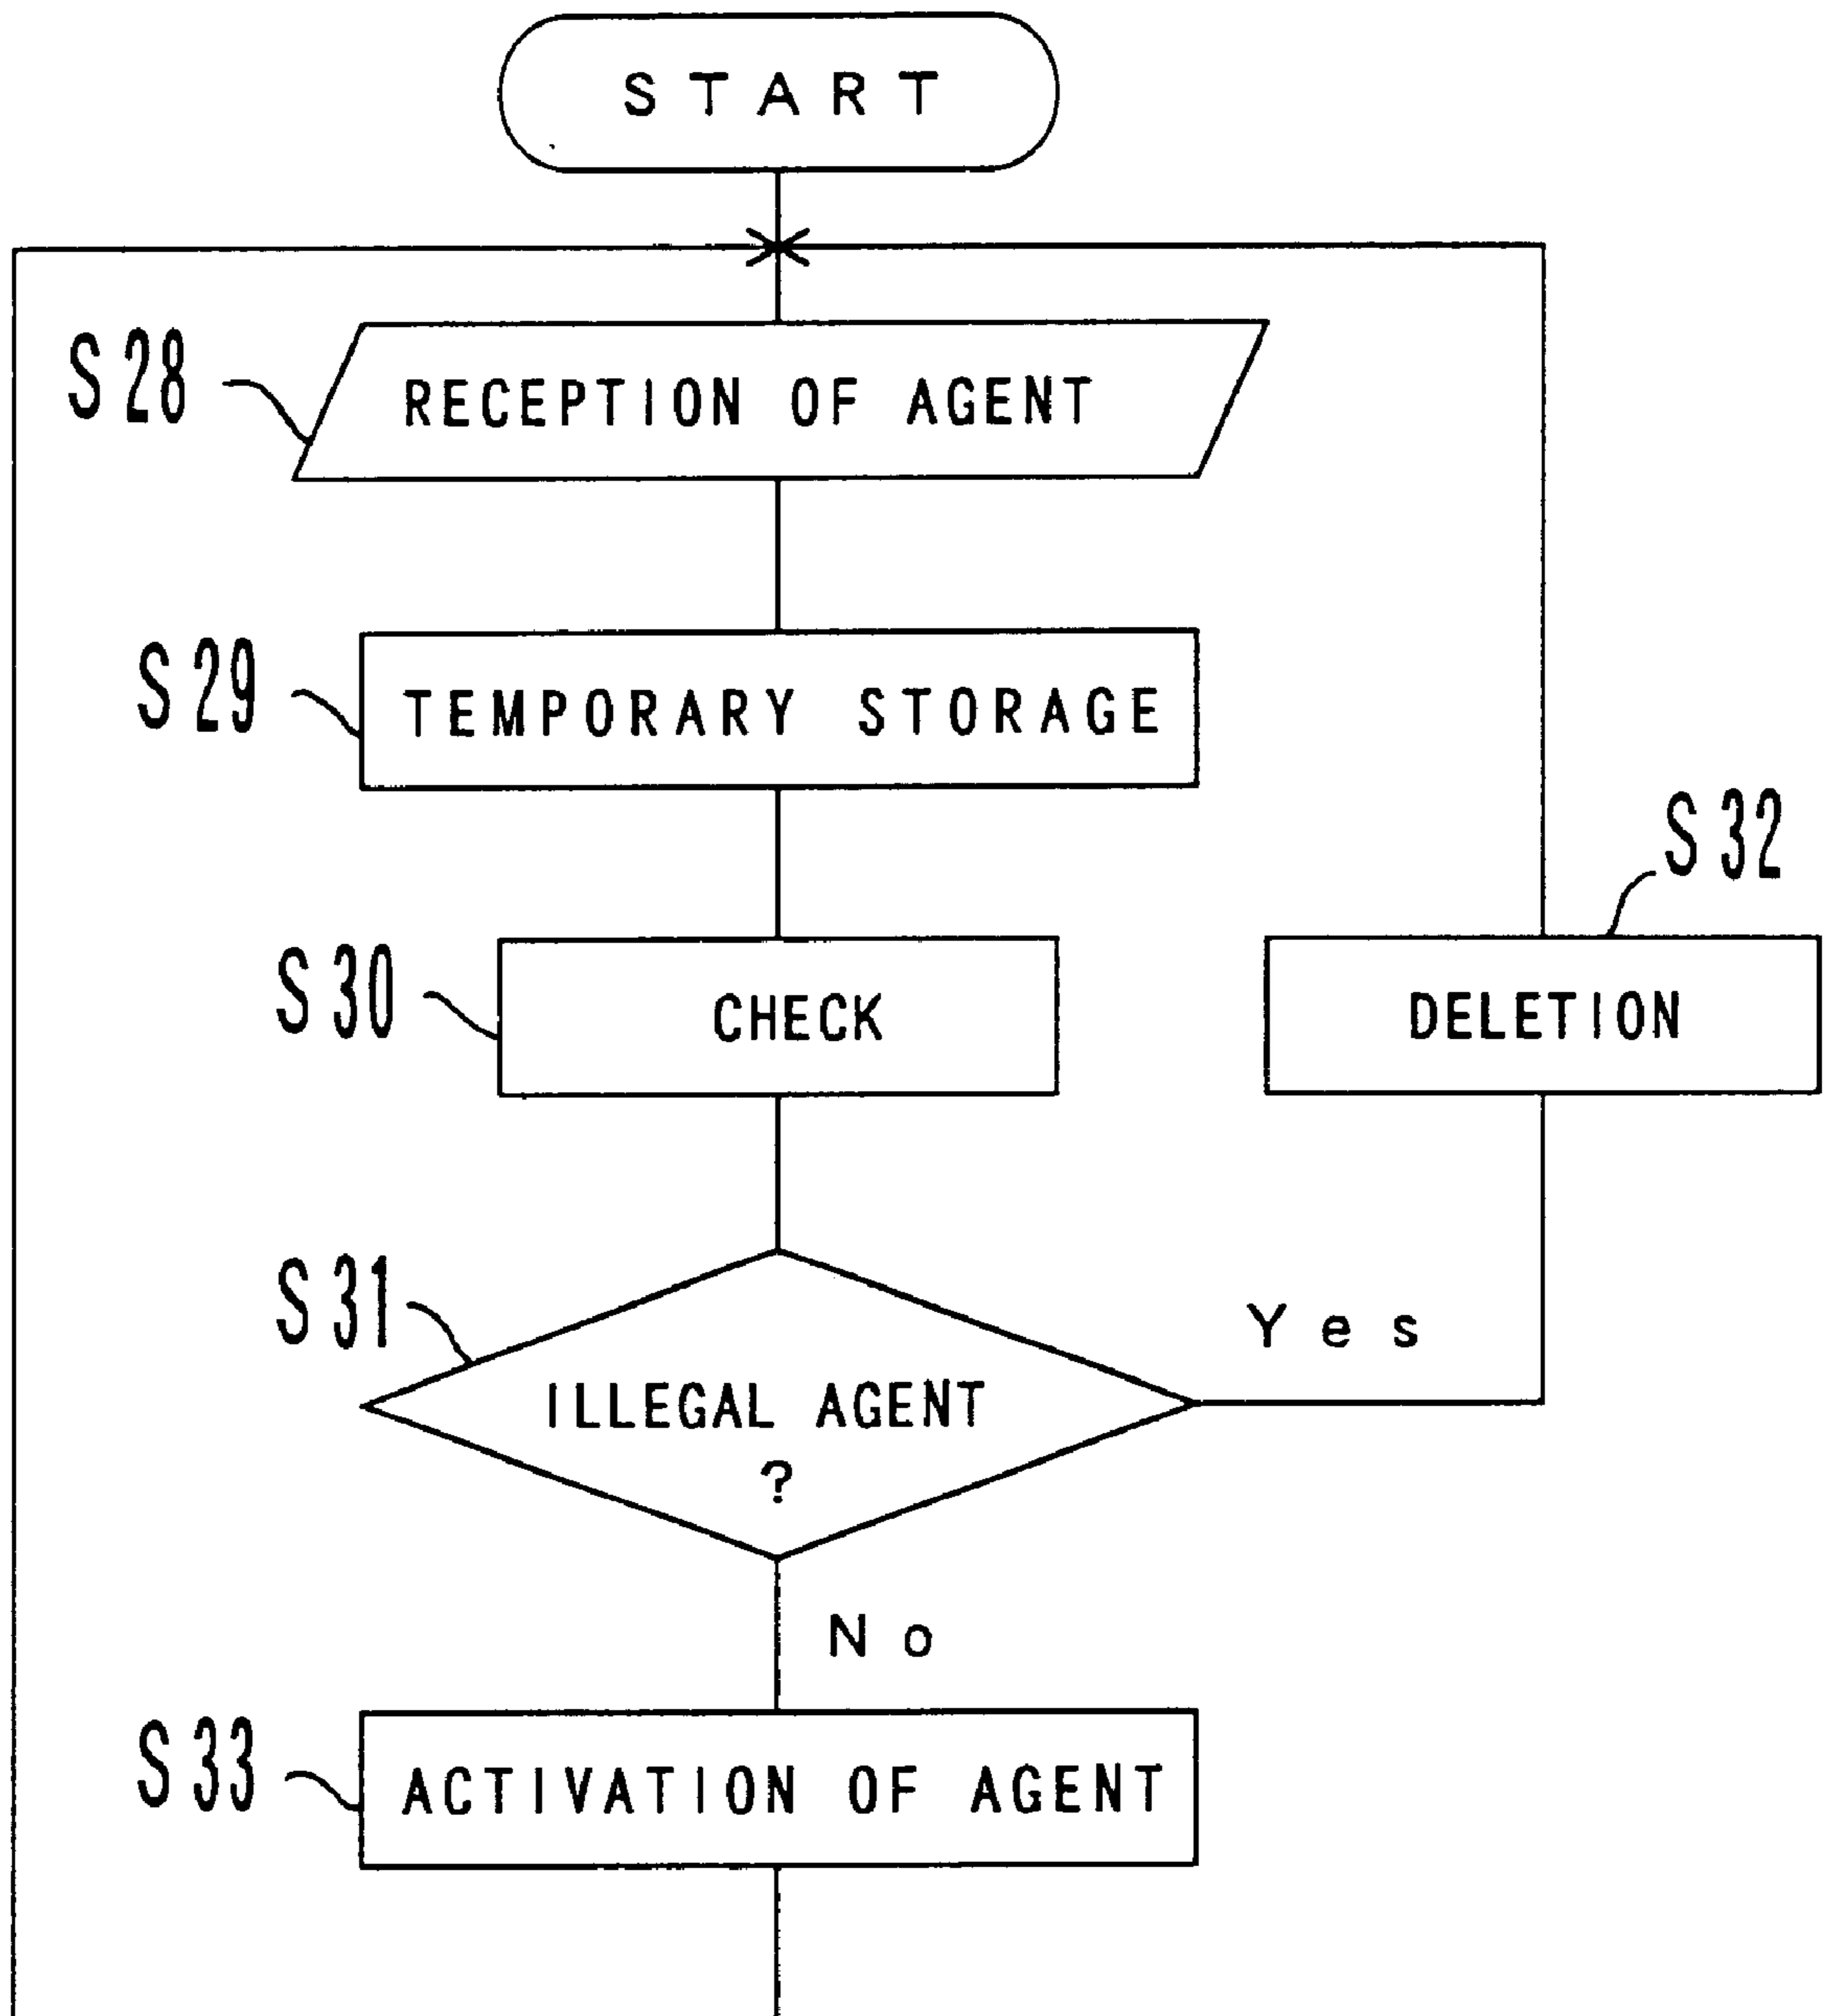 START
S28
RECEPTION OF AGENT
S29
TEMPORARY STORAGE
S32
S30
CHECK
DELETION
S31
ILLEGAL AGENT
?
Yes
No
S33
ACTIVATION OF AGENT